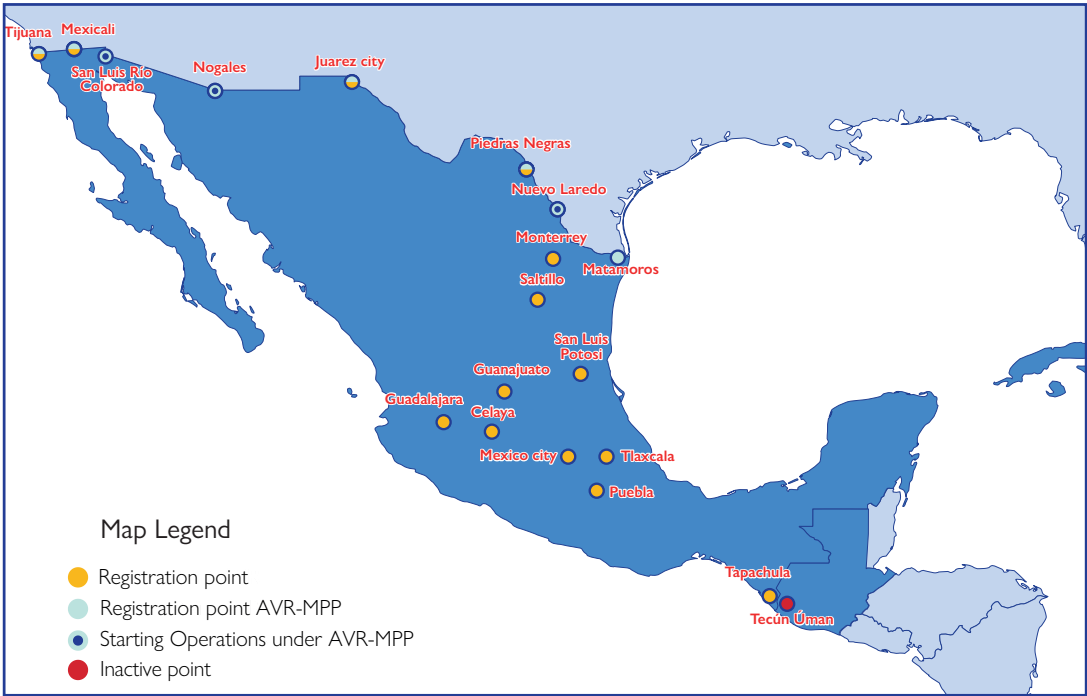 Tijuana
Mexicali
San Luis Río
Colorado
Nogales
Juarez city
Piedras Negras
Nuevo Laredo
Monterrey
Matamoros
Saltillo
San Luis
Potosi
Guanajuato
Guadalajara
Celaya
Mexico city
Tlaxcala
Puebla
Tapachula
Tecún Úman
Map Legend
Registration point
Registration point AVR-MPP
Starting Operations under AVR-MPP
Inactive point